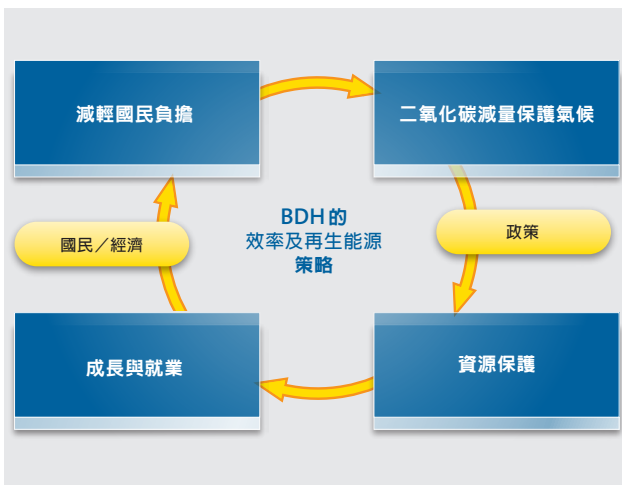 減輕國民負擔
二氧化碳減量保護氣候
BDH的
效率及再生能源
策略
國民／經濟
政策
成長與就業
資源保護